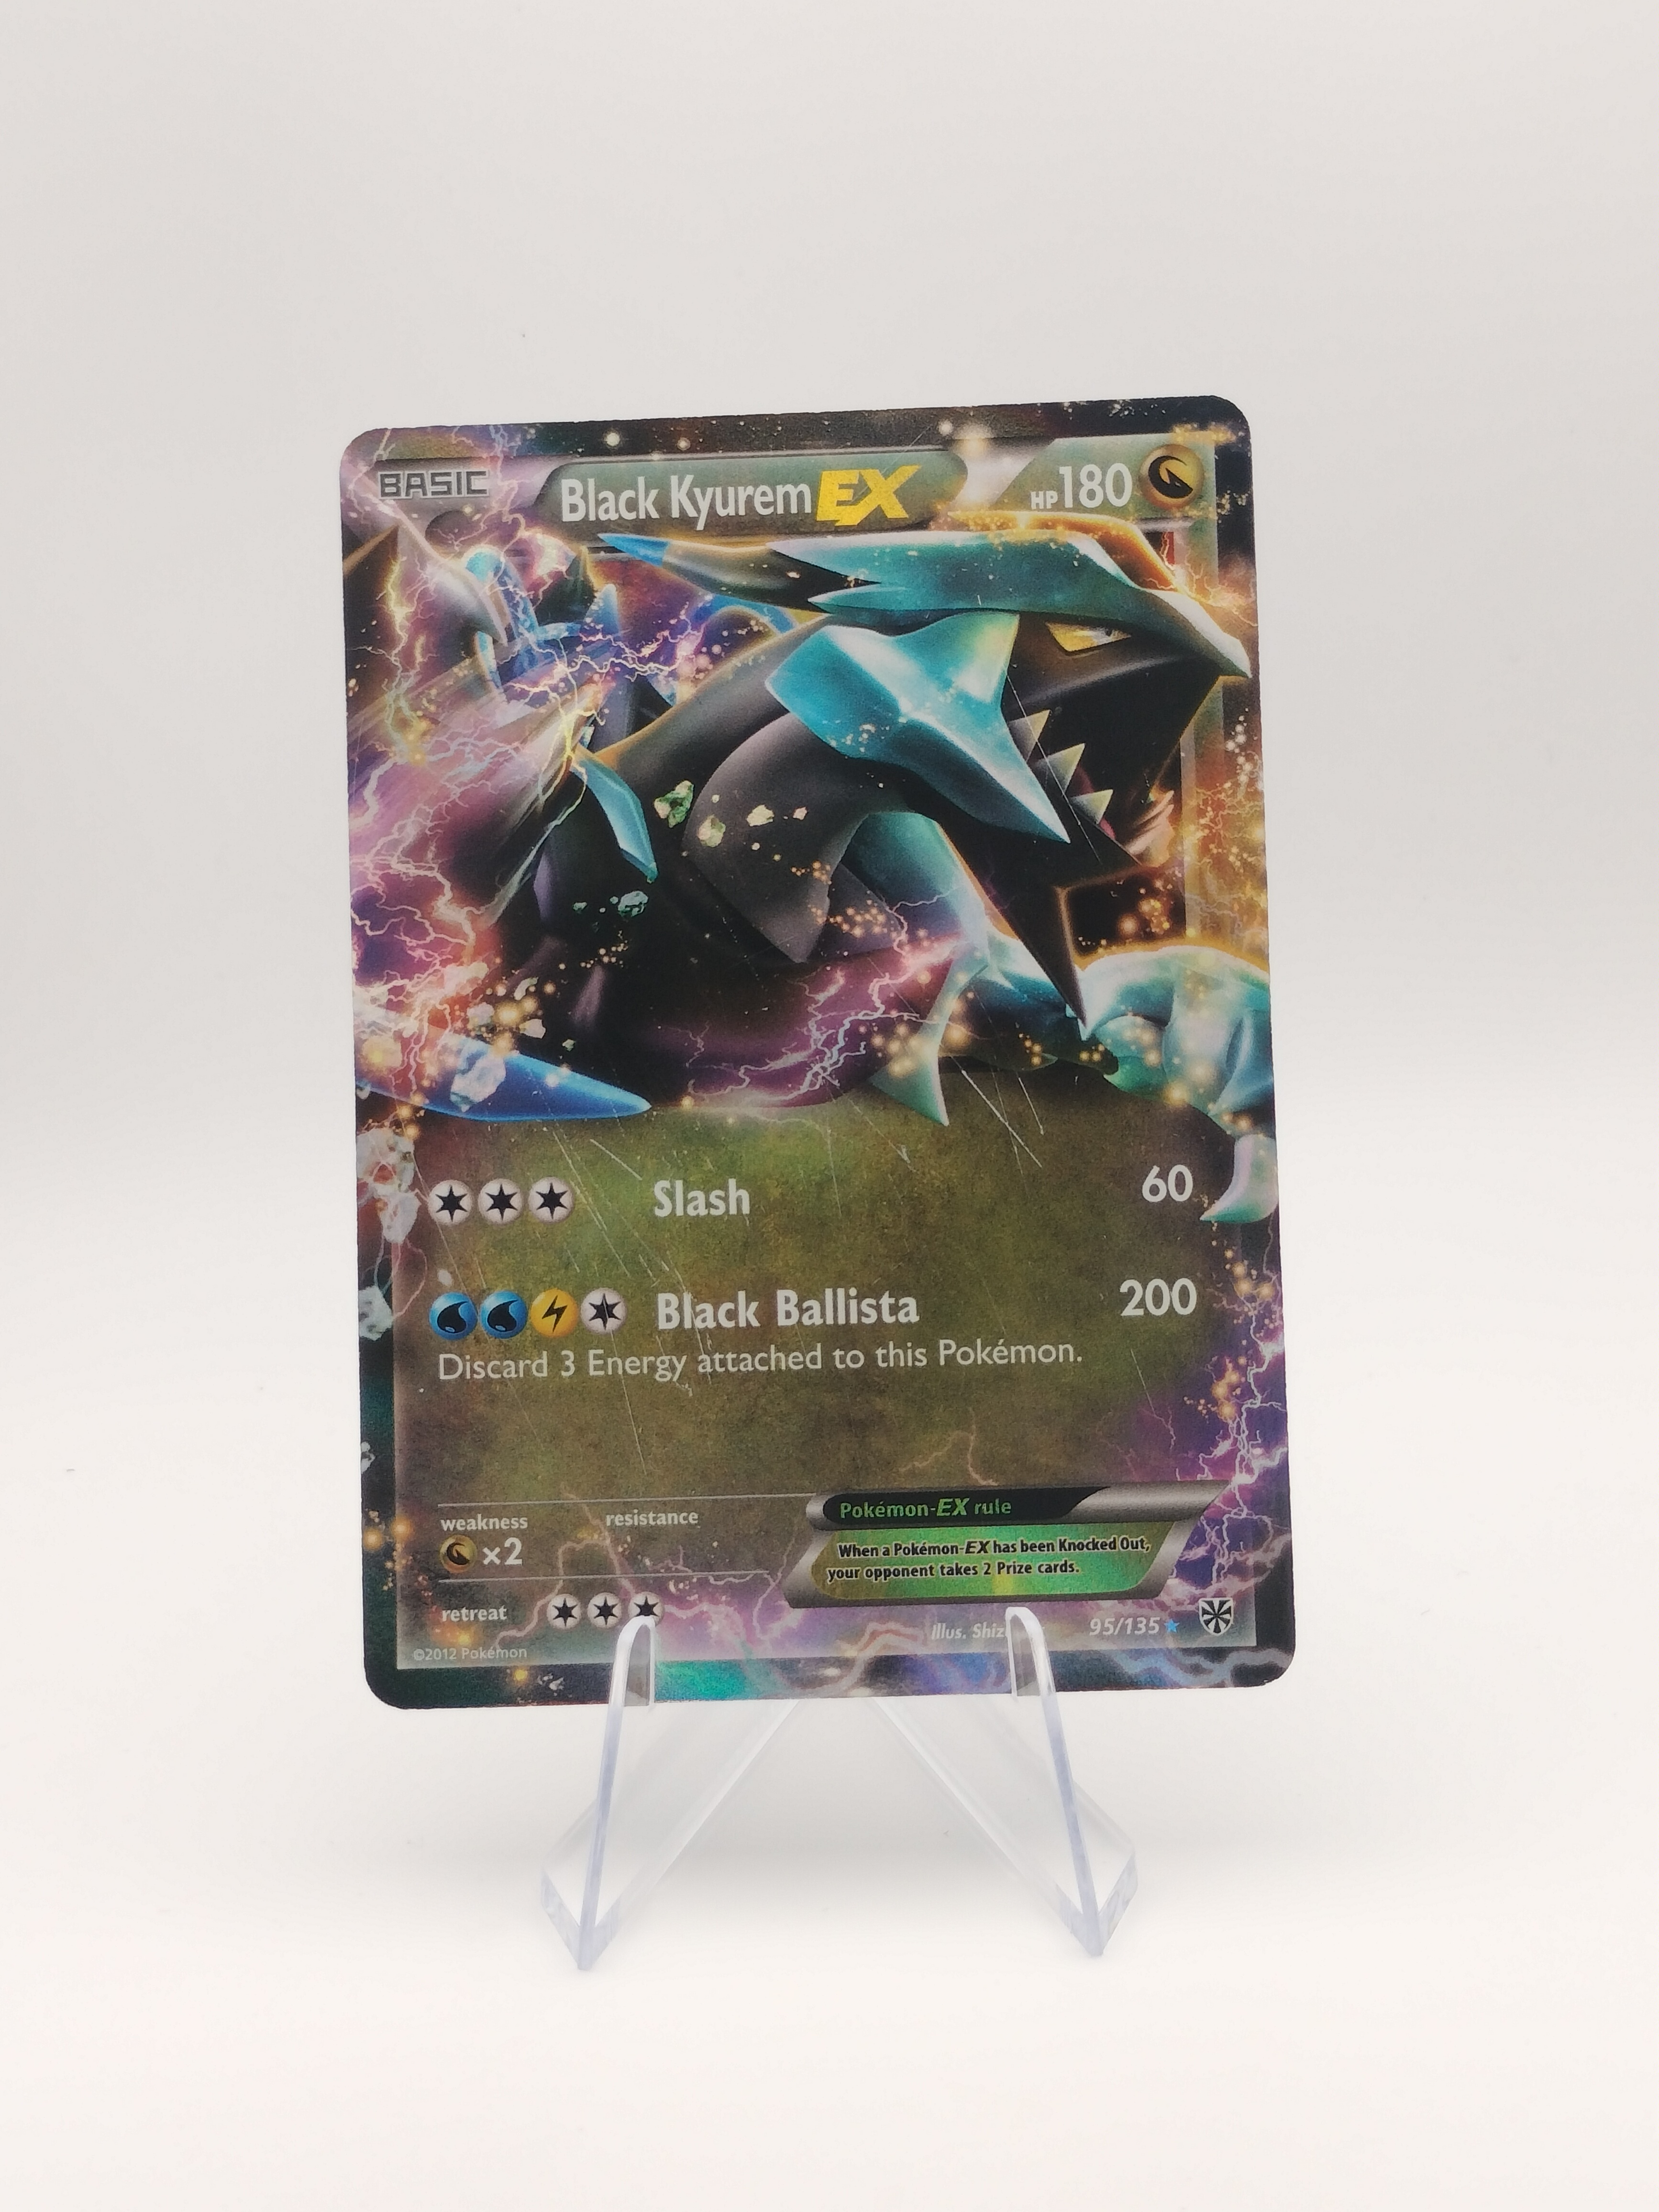 BASIC Black Kyurem EX HP 180
Slash 60
Black Ballista 200
Discard 3 Energy attached to this Pokémon.
weakness resistance
×2
retreat
Pokémon-EX rule
When a Pokémon-EX has been Knocked Out,
your opponent takes 2 Prize cards.
Illus. 95/135
©2012 Pokémon